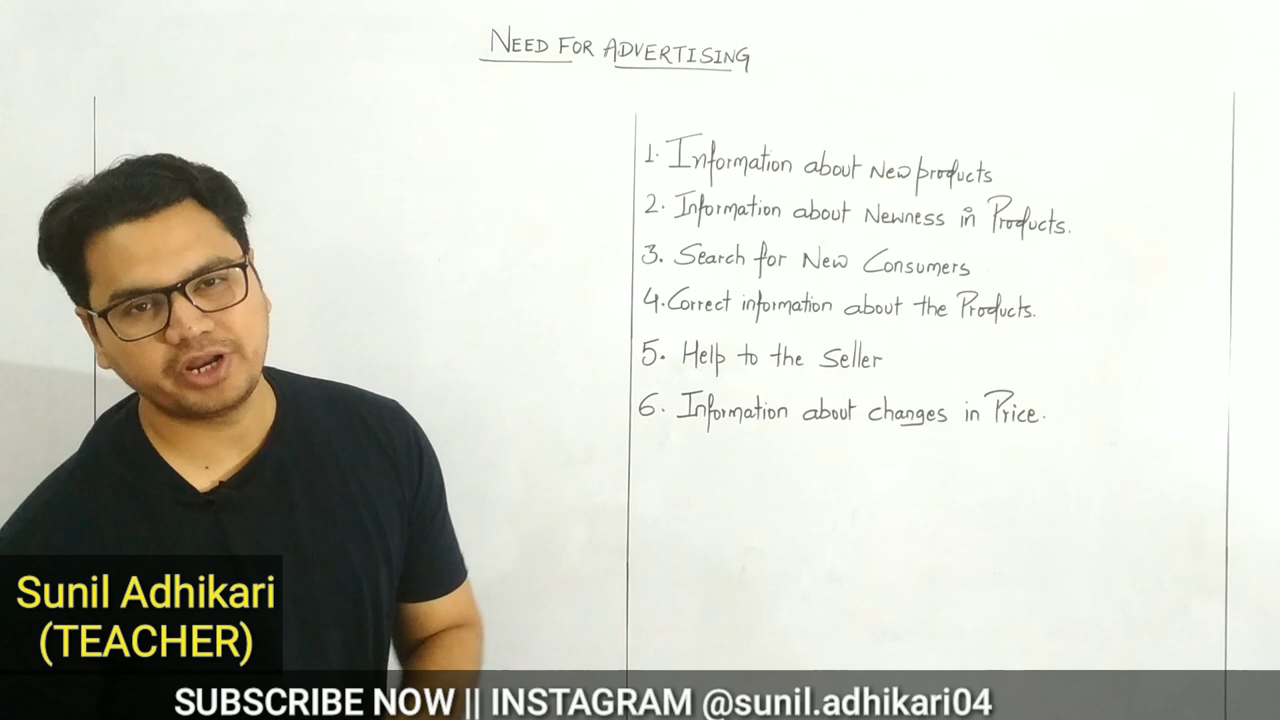 NEED FOR ADVERTISING
1. Information about New products
2. Information about Newness in Products.
3. Search for New Consumers
4. Correct information about the Products.
5. Help to the seller
6. Information about changes in Price.
Sunil Adhikari
(TEACHER)
SUBSCRIBE NOW || INSTAGRAM @sunil.adhikari04